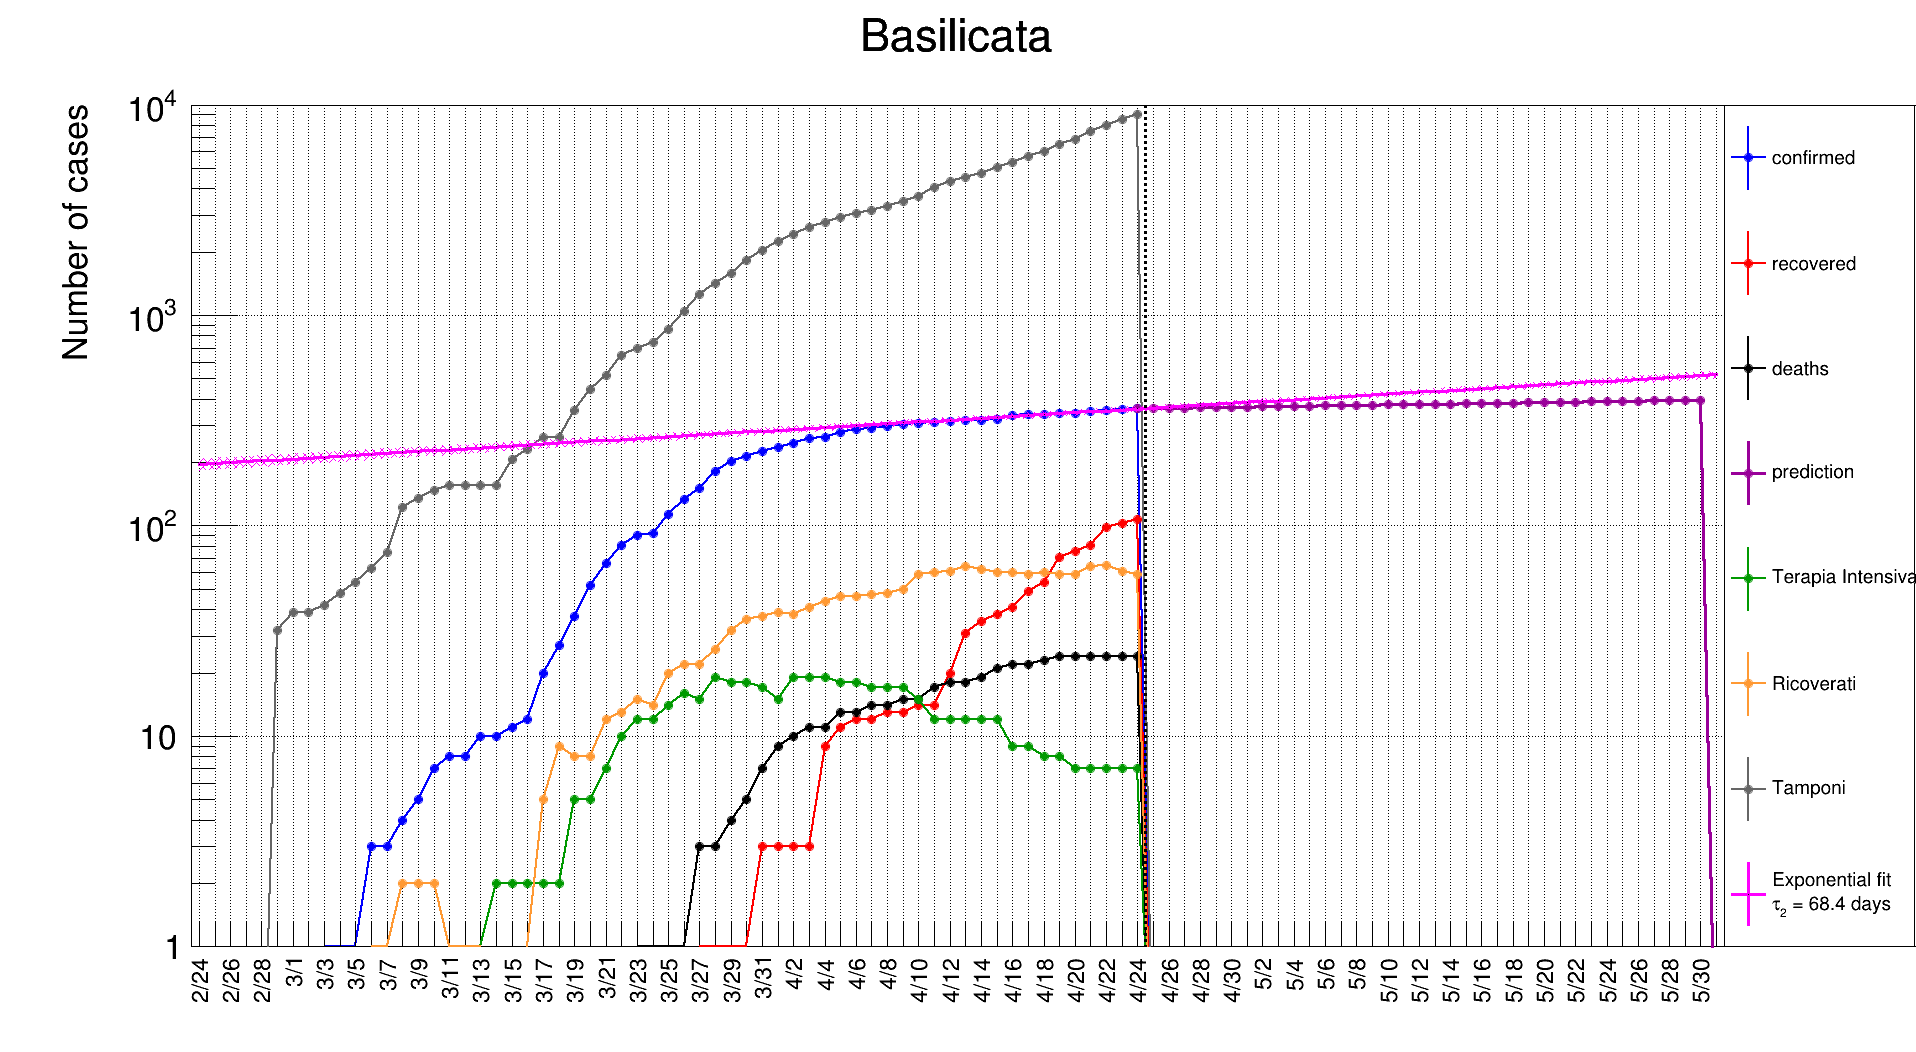 Basilicata
Number of cases
10^4
10^3
10^2
10
1
2/24 2/26 2/28 3/1 3/3 3/5 3/7 3/9 3/11 3/13 3/15 3/17 3/19 3/21 3/23 3/25 3/27 3/29 3/31 4/2 4/4 4/6 4/8 4/10 4/12 4/14 4/16 4/18 4/20 4/22 4/24 4/26 4/28 4/30 5/2 5/4 5/6 5/8 5/10 5/12 5/14 5/16 5/18 5/20 5/22 5/24 5/26 5/28 5/30
confirmed
recovered
deaths
prediction
Terapia Intensiva
Ricoverati
Tamponi
Exponential fit
τ₂ = 68.4 days